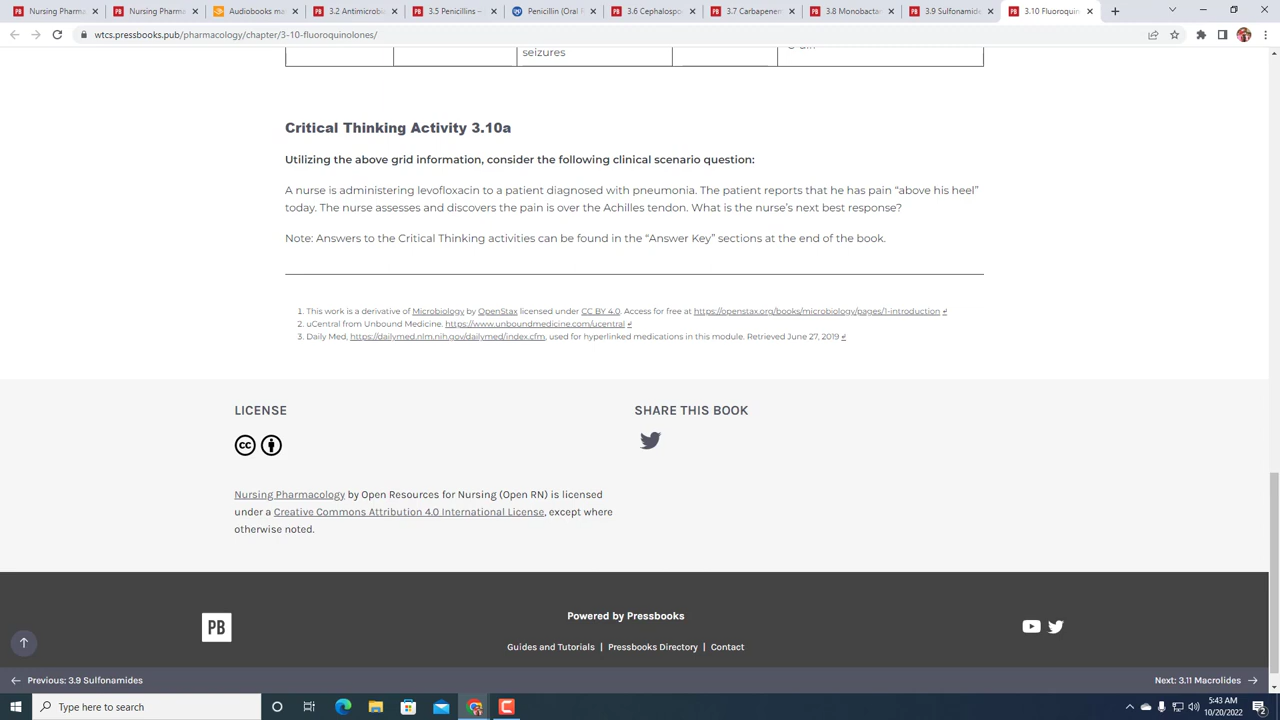 Nursing Pharma
Nursing Pharma
Audiobooks ma
3.2 Antimicrobi
3.5 Penicillins –
Penicillin (Oral R
3.6 Cephalospo
3.7 Carbapenem
3.8 Monobactam
3.9 Sulfonamide
3.10 Fluoroquin
wtcs.pressbooks.pub/pharmacology/chapter/3-10-fluoroquinolones/
seizures
Critical Thinking Activity 3.10a
Utilizing the above grid information, consider the following clinical scenario question:
A nurse is administering levofloxacin to a patient diagnosed with pneumonia. The patient reports that he has pain “above his heel”
today. The nurse assesses and discovers the pain is over the Achilles tendon. What is the nurse’s next best response?
Note: Answers to the Critical Thinking activities can be found in the “Answer Key” sections at the end of the book.
1. This work is a derivative of Microbiology by OpenStax licensed under CC BY 4.0. Access for free at https://openstax.org/books/microbiology/pages/1-introduction ↵
2. uCentral from Unbound Medicine. https://www.unboundmedicine.com/ucentral ↵
3. Daily Med, https://dailymed.nlm.nih.gov/dailymed/index.cfm, used for hyperlinked medications in this module. Retrieved June 27, 2019 ↵
LICENSE
SHARE THIS BOOK
cc
Nursing Pharmacology by Open Resources for Nursing (Open RN) is licensed
under a Creative Commons Attribution 4.0 International License, except where
otherwise noted.
PB
Powered by Pressbooks
Guides and Tutorials | Pressbooks Directory | Contact
← Previous: 3.9 Sulfonamides
Next: 3.11 Macrolides →
Type here to search
5:43 AM
10/20/2022
2